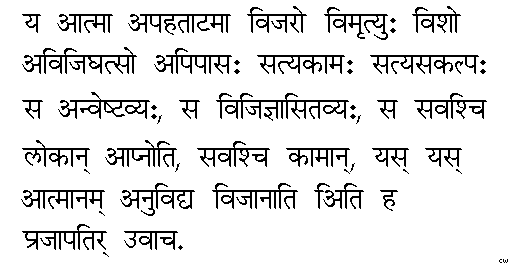 य आत्मा अपहताटमा विजरो विमृत्युः विशो
अविजिघत्सो अपिपासः सत्यकामः सत्यसकल्पः
स अन्वेष्टव्यः, स विजिज्ञासितव्यः, स सवश्चि
लोकान् आप्नोति, सवश्चि कामान्, यस् यस्
आत्मानम् अनुविद्य विजानाति अिति ह
प्रजापतिर् उवाच.
cw